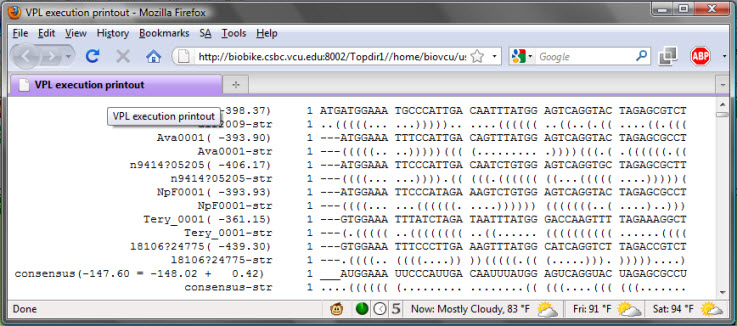 VPL execution printout - Mozilla Firefox
File Edit View History Bookmarks SA Tools Help
http://biobike.csbc.vcu.edu:8002/Topdir1//home/biovcu/us
Google
ABP
VPL execution printout
-398.37) 1 ATGATGGAAA TGCCCATTGA CAATTTATGG AGTCAGGTAC TAGAGCGTCT
VPL execution printout
2009-str 1 ..(((((... ....)))))..
Ava0001( -393.90) 1 ---ATGGAAA TTTCCATTGA CAGTTTATGG AGTCAGGTAC TAGAGCGCCT
Ava0001-str
n9414?05205( -406.17) 1 ---ATGGAAA TTCCCATTGA CAATCTGTGG AGTCAGGTGC TAGAGCGCTT
n9414?05205-str
NpF0001( -393.93) 1 ---ATGGAAA TTCCCATAGA AAGTCTGTGG AGTCAGGTAC TAGAGCGCCT
NpF0001-str
Tery_0001( -361.15) 1 ---GTGGAAA TTTATCTAGA TAATTTATGG GACCAAGTTT TAGAAAGGCT
Tery_0001-str
18106?24775( -439.30) 1 ---GTGGAAA TTTCCCTTGA AAGTTTATGG CATCAGGTCT TAGACCGTCT
18106?24775-str
consensus(-147.60 = -148.02 + 0.42) 1 ___AUGGAAA UUCCCAUUGA CAAUUUAUGG AGUCAGGUAC UAGAGCGCCU
consensus-str
Done
5 Now: Mostly Cloudy, 83 °F Fri: 91 °F Sat: 94 °F